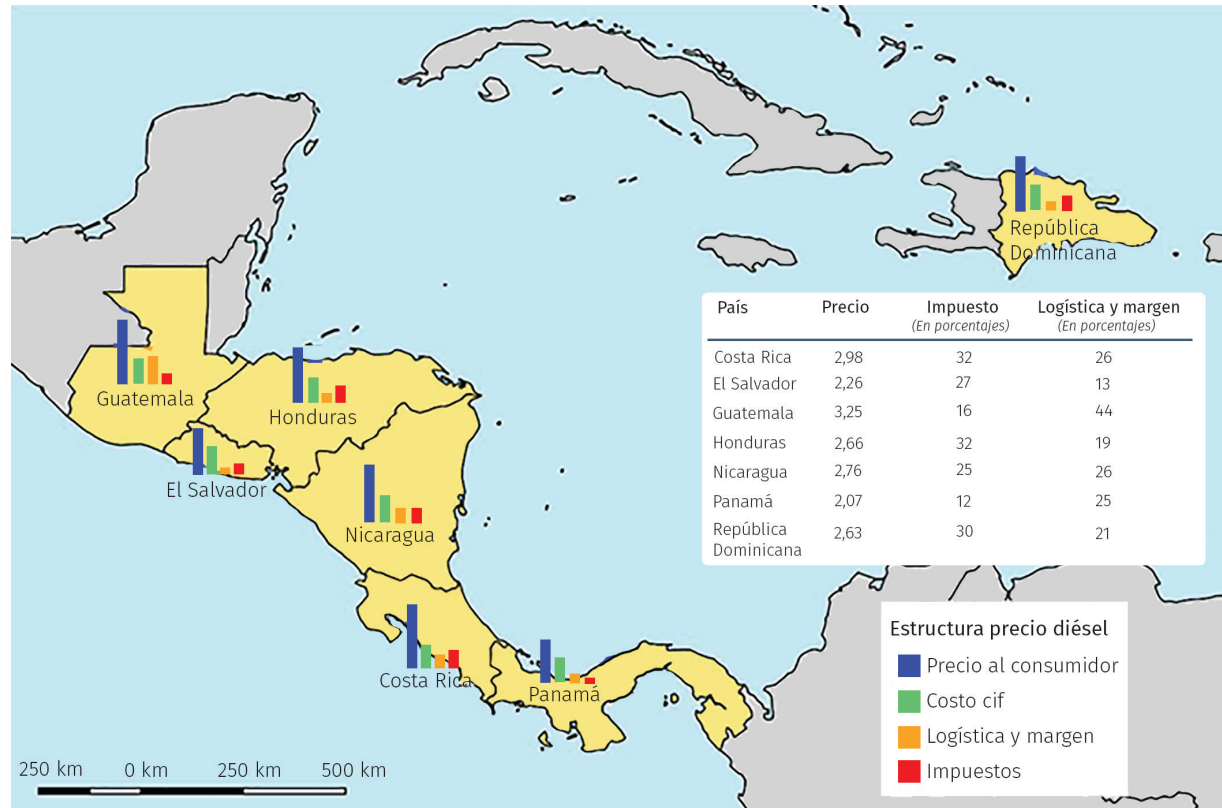 República
Dominicana
País Precio Impuesto Logística y margen
(En porcentajes) (En porcentajes)
Costa Rica 2,98 32 26
El Salvador 2,26 27 13
Guatemala 3,25 16 44
Honduras 2,66 32 19
Nicaragua 2,76 25 26
Panamá 2,07 12 25
República
Dominicana 2,63 30 21
Guatemala
Honduras
El Salvador
Nicaragua
Costa Rica
Panamá
Estructura precio diésel
Precio al consumidor
Costo cif
Logística y margen
Impuestos
250 km 0 km 250 km 500 km